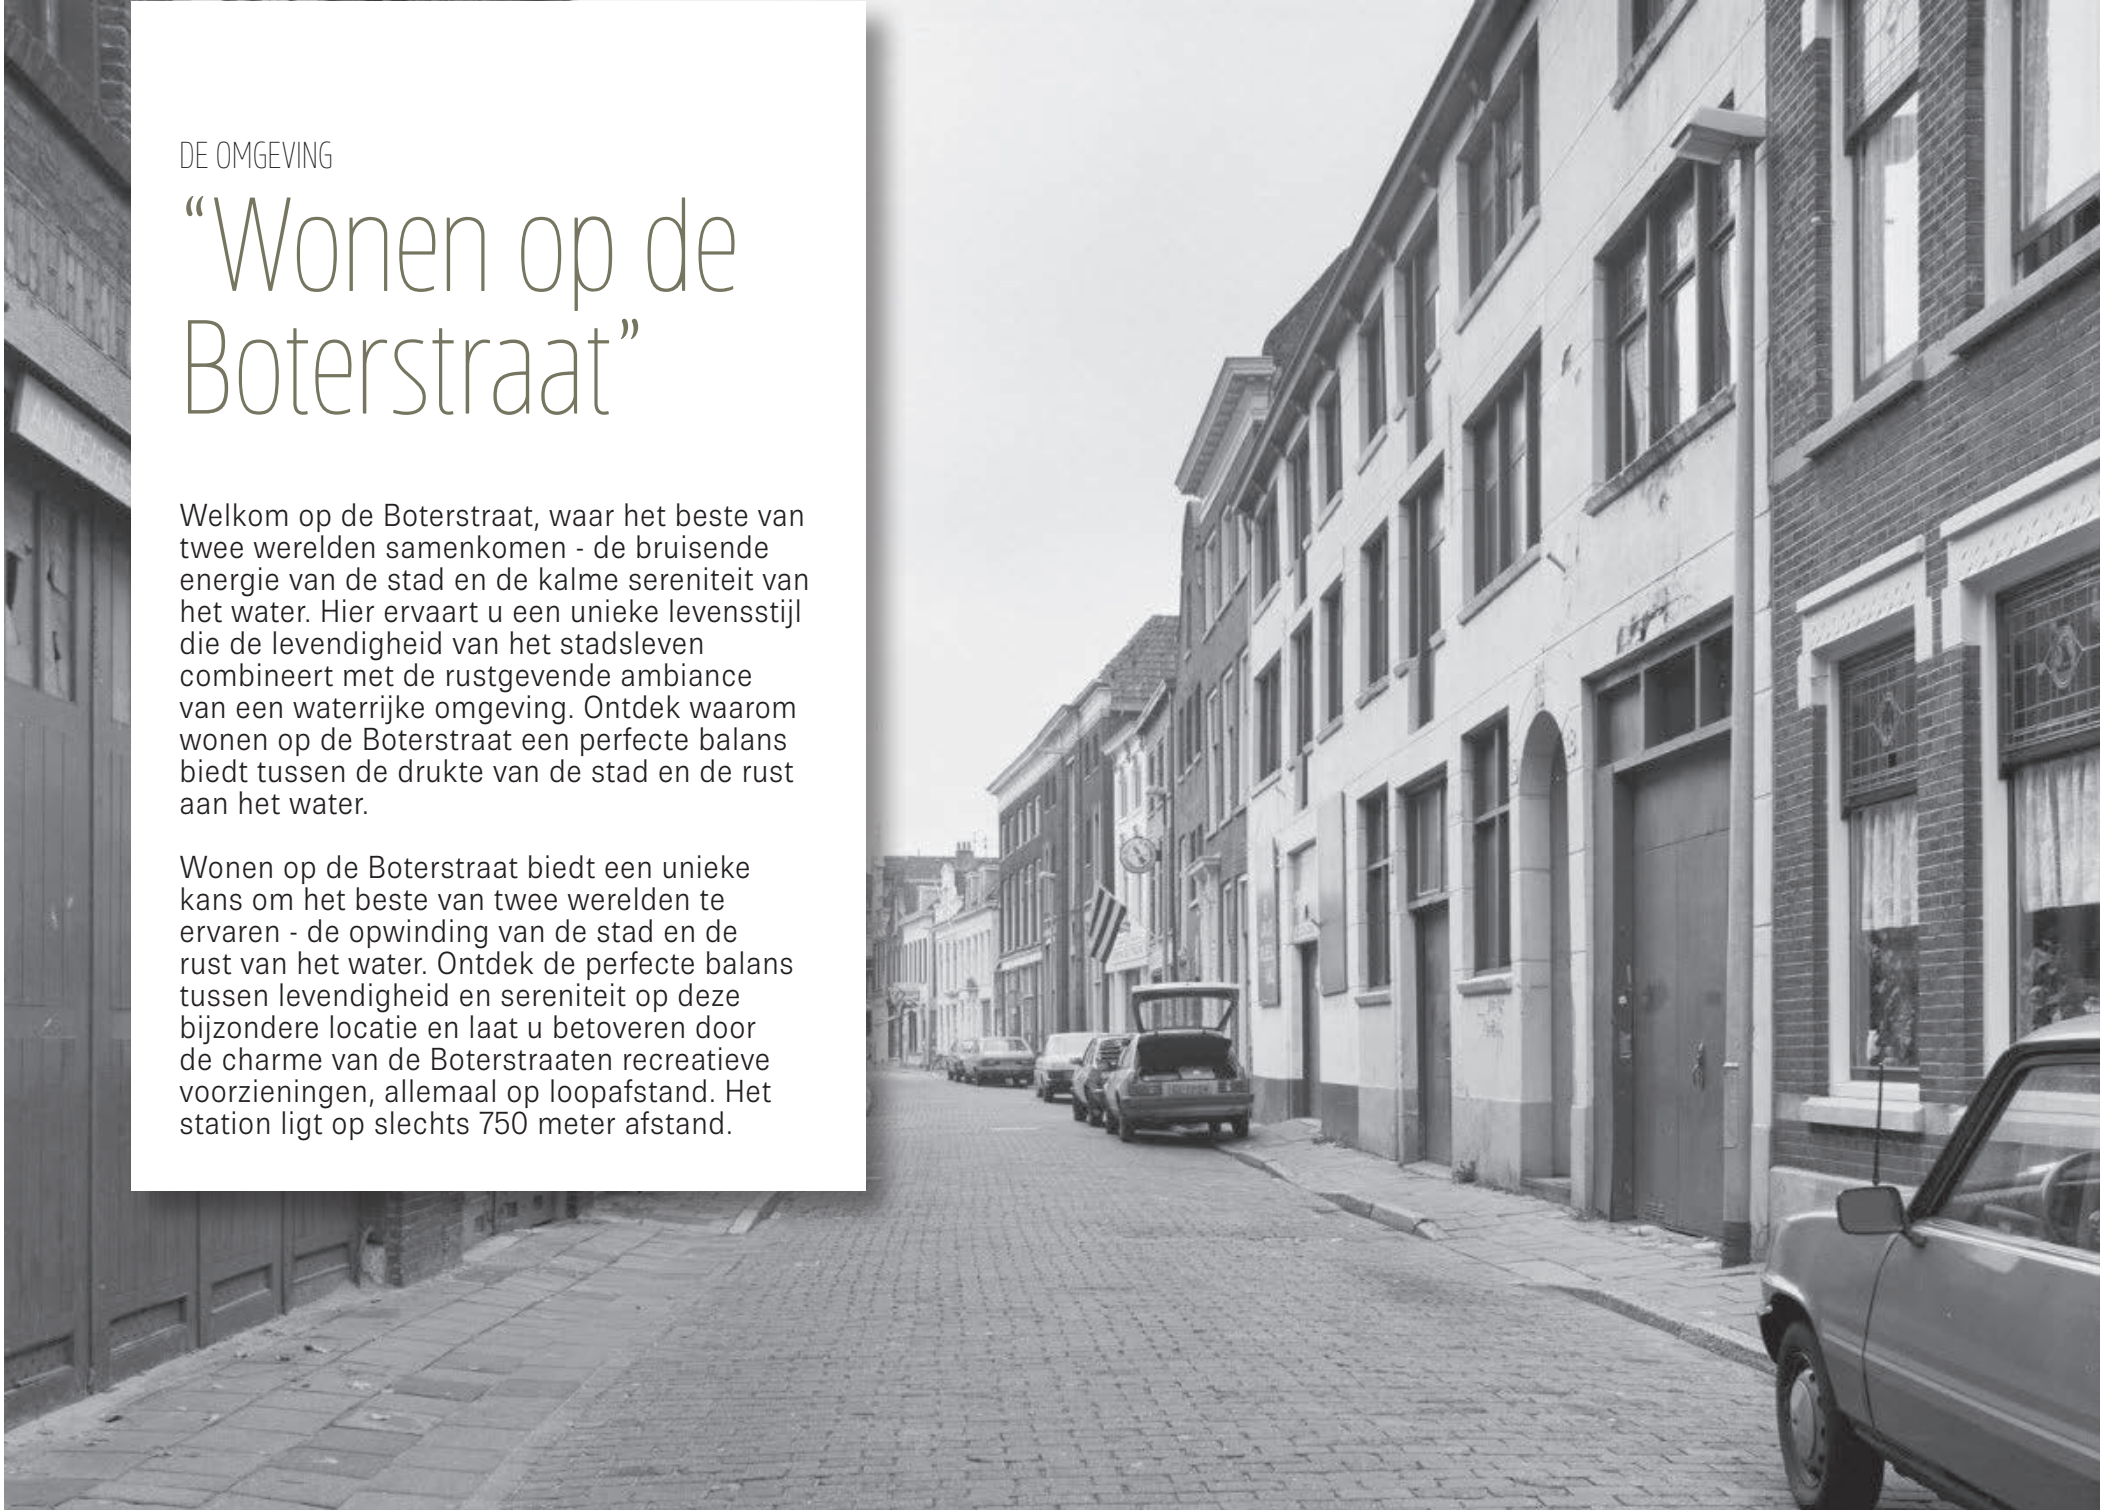 DE OMGEVING
“Wonen op de
Boterstraat”
Welkom op de Boterstraat, waar het beste van
twee werelden samenkomen - de bruisende
energie van de stad en de kalme sereniteit van
het water. Hier ervaart u een unieke levensstijl
die de levendigheid van het stadsleven
combineert met de rustgevende ambiance
van een waterrijke omgeving. Ontdek waarom
wonen op de Boterstraat een perfecte balans
biedt tussen de drukte van de stad en de rust
aan het water.
Wonen op de Boterstraat biedt een unieke
kans om het beste van twee werelden te
ervaren - de opwinding van de stad en de
rust van het water. Ontdek de perfecte balans
tussen levendigheid en sereniteit op deze
bijzondere locatie en laat u betoveren door
de charme van de Boterstraaten recreatieve
voorzieningen, allemaal op loopafstand. Het
station ligt op slechts 750 meter afstand.